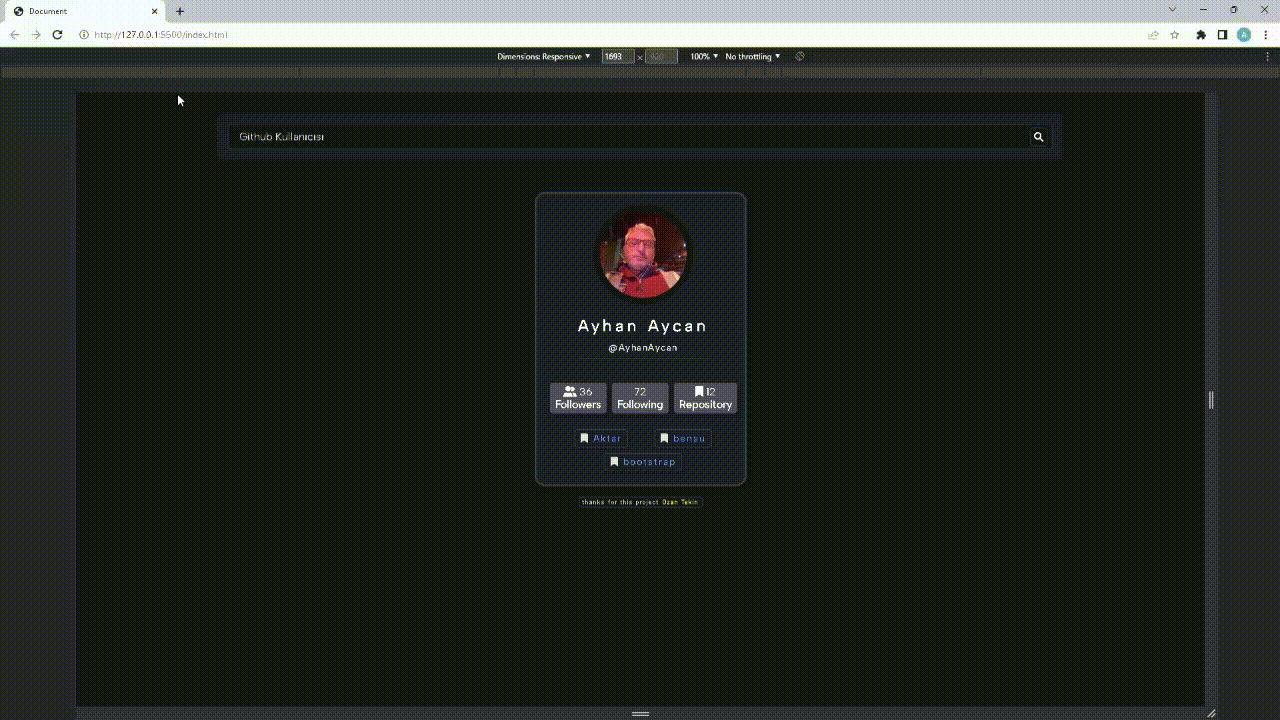 Document
http://127.0.0.1:5500/index.html
Dimensions: Responsive 1693 × 100% No throttling
Github Kullanıcısı
Ayhan Aycan
@AyhanAycan
36 72 12
Followers Following Repository
Aktar bensu
bootstrap
thanks for this project Ozan Tekin